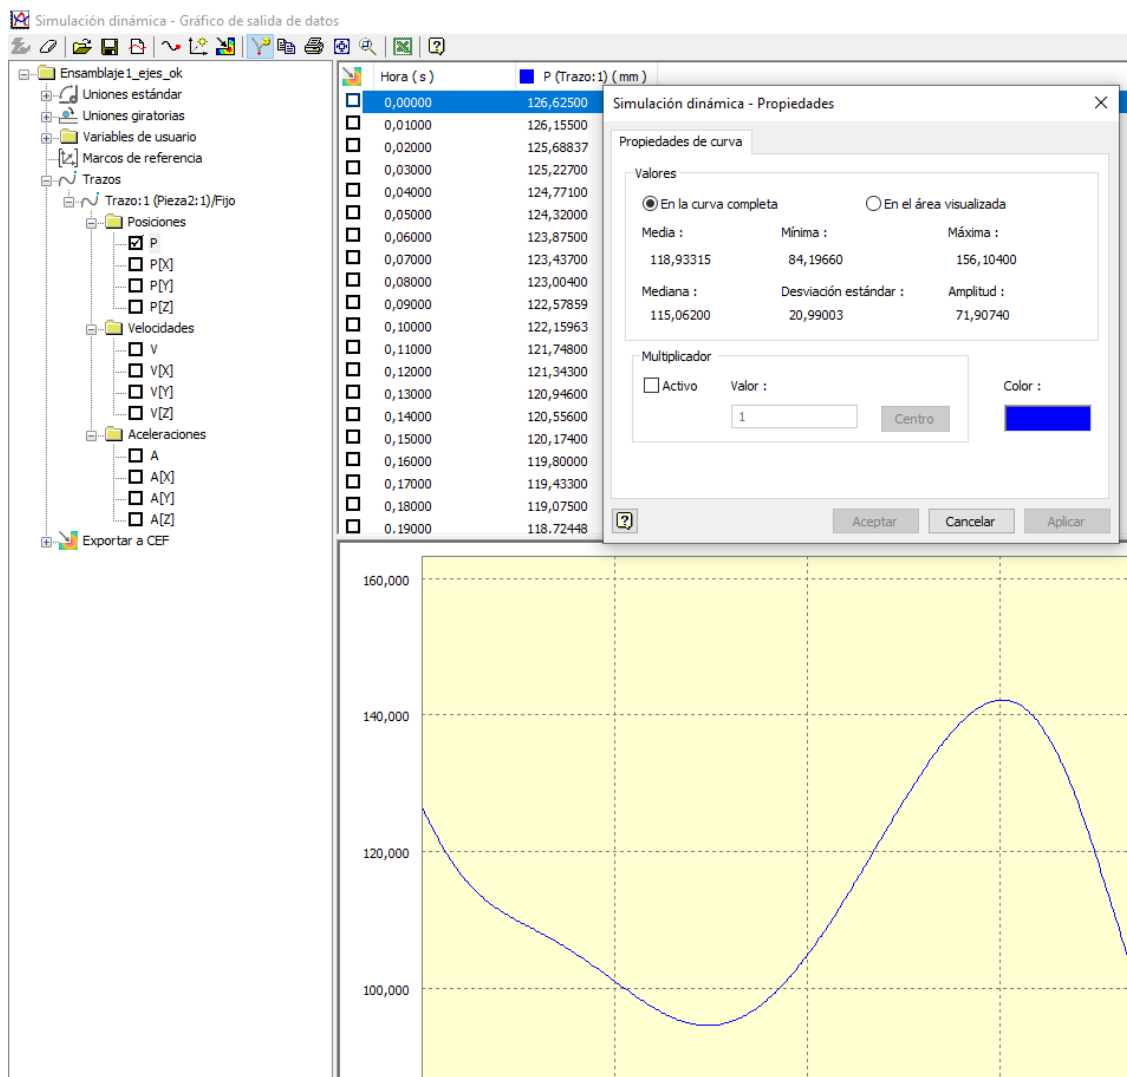 Simulación dinámica - Gráfico de salida de datos
Ensamblaje1_ejes_ok
Uniones estándar
Uniones giratorias
Variables de usuario
Marcos de referencia
Trazos
Trazo:1 (Pieza2:1)/Fijo
Posiciones
P
P[X]
P[Y]
P[Z]
Velocidades
V
V[X]
V[Y]
V[Z]
Aceleraciones
A
A[X]
A[Y]
A[Z]
Exportar a CEF
Hora ( s ) P (Trazo:1) ( mm )
0,00000 126,62500
0,01000 126,15500
0,02000 125,68837
0,03000 125,22700
0,04000 124,77100
0,05000 124,32000
0,06000 123,87500
0,07000 123,43700
0,08000 123,00400
0,09000 122,57859
0,10000 122,15963
0,11000 121,74800
0,12000 121,34300
0,13000 120,94600
0,14000 120,55600
0,15000 120,17400
0,16000 119,80000
0,17000 119,43300
0,18000 119,07500
0,19000 118,72448
Simulación dinámica - Propiedades
Propiedades de curva
Valores
En la curva completa En el área visualizada
Media : Mínima : Máxima :
118,93315 84,19660 156,10400
Mediana : Desviación estándar : Amplitud :
115,06200 20,99003 71,90740
Multiplicador
Activo Valor : Color :
1 Centro
Aceptar Cancelar Aplicar
160,000
140,000
120,000
100,000